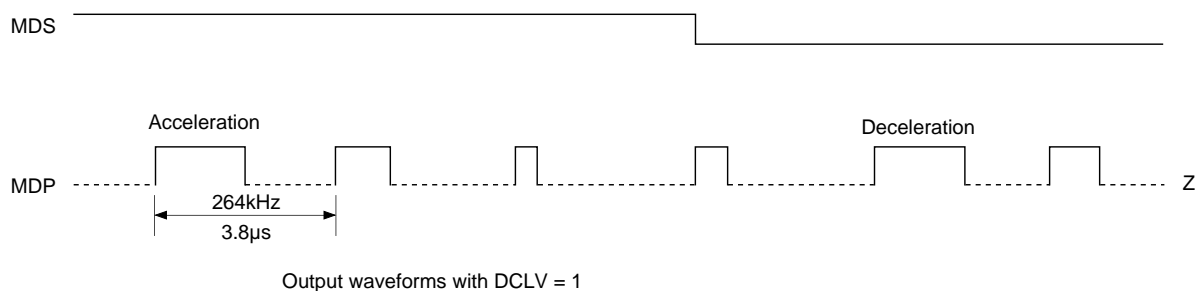 MDS
Acceleration
Deceleration
MDP
Z
264kHz
3.8µs
Output waveforms with DCLV = 1